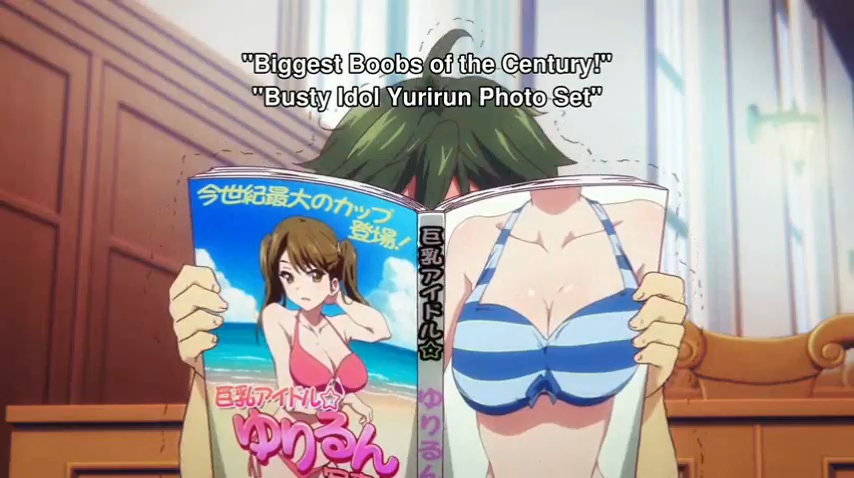 "Biggest Boobs of the Century!"
"Busty Idol Yurirun Photo Set"
今世紀最大のカップ
登場!
巨乳アイドル☆
ゆりるん
巨乳アイドル☆
ゆりるん